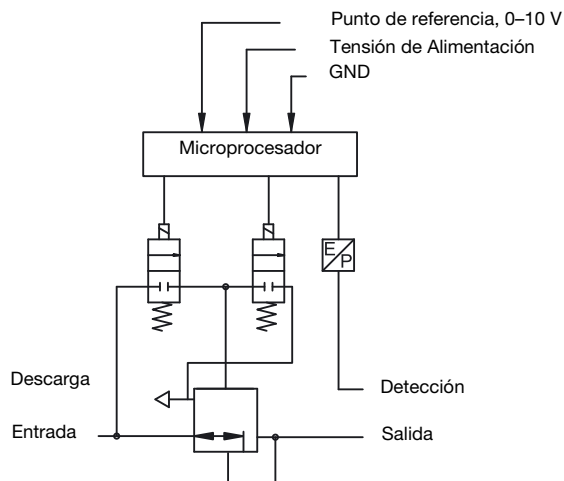 Punto de referencia, 0–10 V
Tensión de Alimentación
GND
Microprocesador
E
P
Descarga
Detección
Entrada
Salida